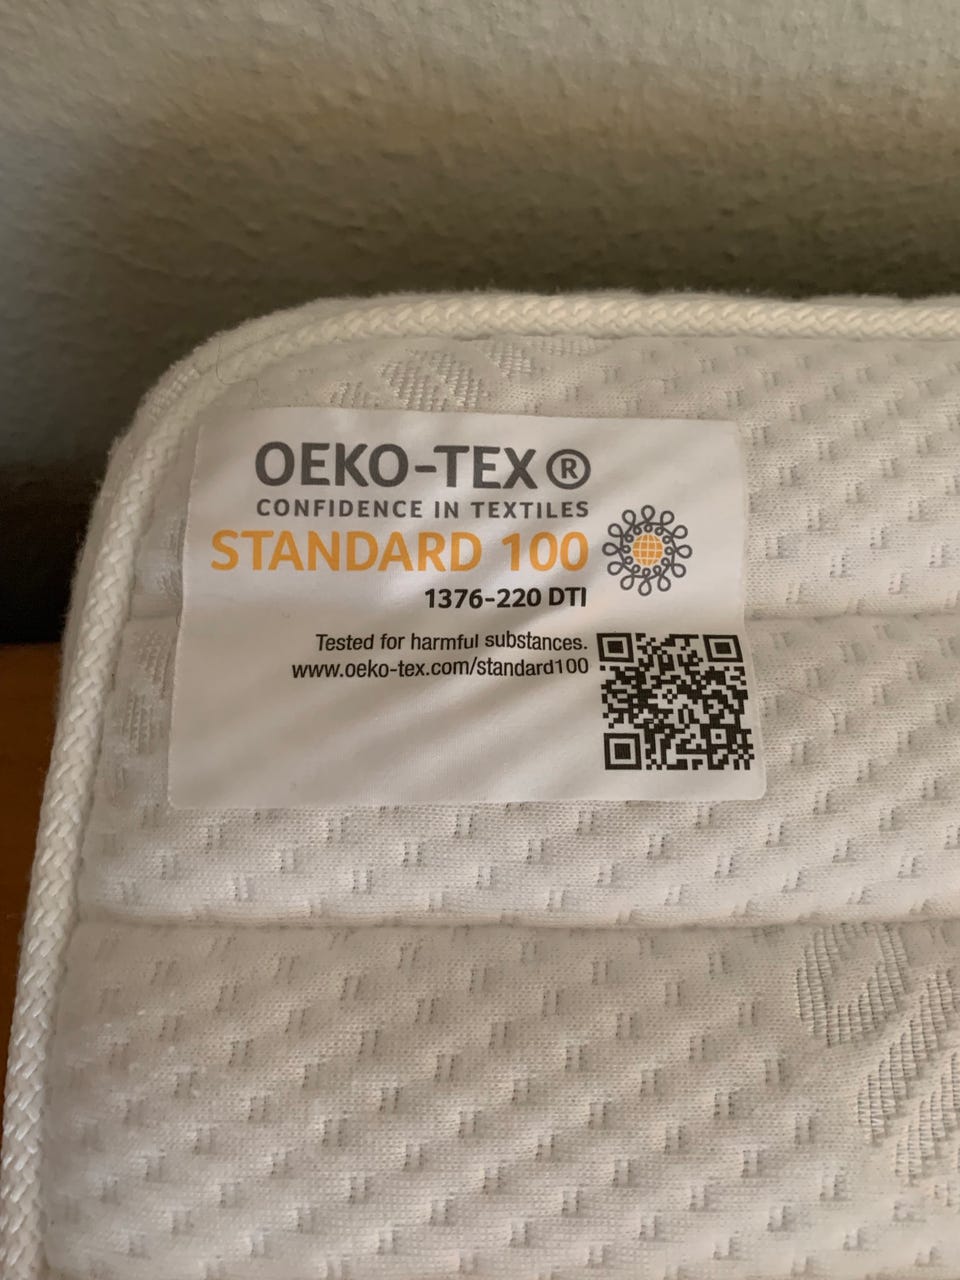 OEKO-TEX®
CONFIDENCE IN TEXTILES
STANDARD 100
1376-220 DTI
Tested for harmful substances.
www.oeko-tex.com/standard100